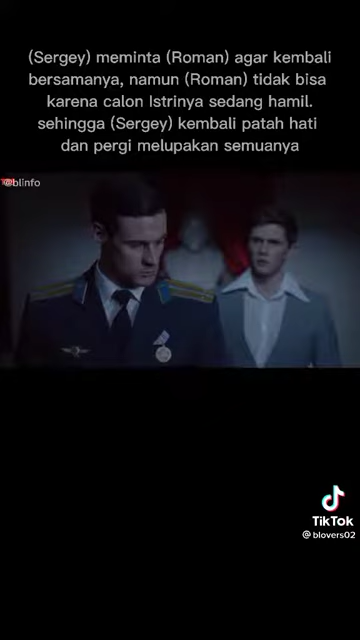 (Sergey) meminta (Roman) agar kembali
bersamanya, namun (Roman) tidak bisa
karena calon Istrinya sedang hamil.
sehingga (Sergey) kembali patah hati
dan pergi melupakan semuanya
@blinfo
TikTok
@blovers02